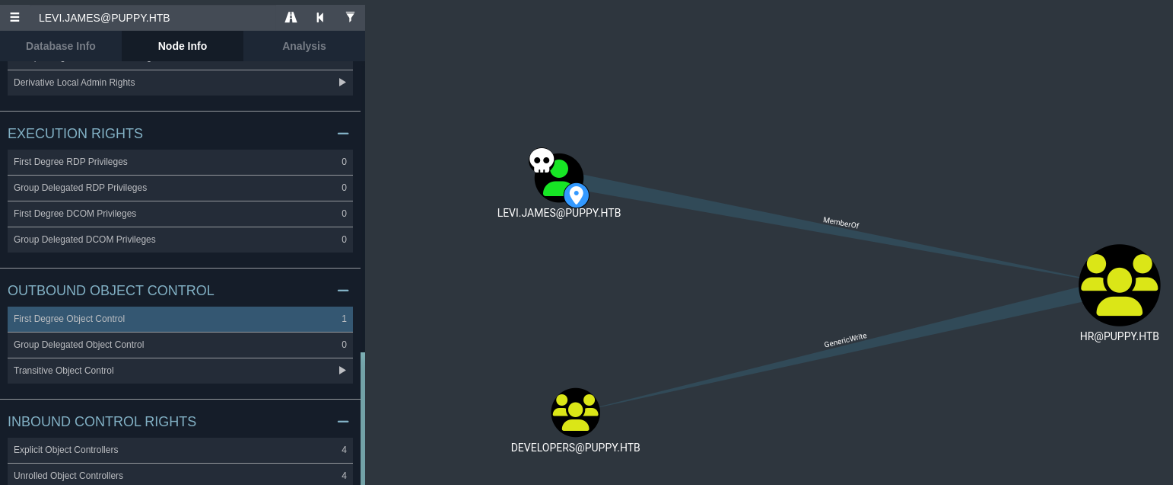 LEVI.JAMES@PUPPY.HTB
Database Info
Node Info
Analysis
Derivative Local Admin Rights
EXECUTION RIGHTS
First Degree RDP Privileges 0
Group Delegated RDP Privileges 0
First Degree DCOM Privileges 0
Group Delegated DCOM Privileges 0
OUTBOUND OBJECT CONTROL
First Degree Object Control 1
Group Delegated Object Control 0
Transitive Object Control
INBOUND CONTROL RIGHTS
Explicit Object Controllers 4
Unrolled Object Controllers 4
LEVI.JAMES@PUPPY.HTB
MemberOf
HR@PUPPY.HTB
GenericWrite
DEVELOPERS@PUPPY.HTB